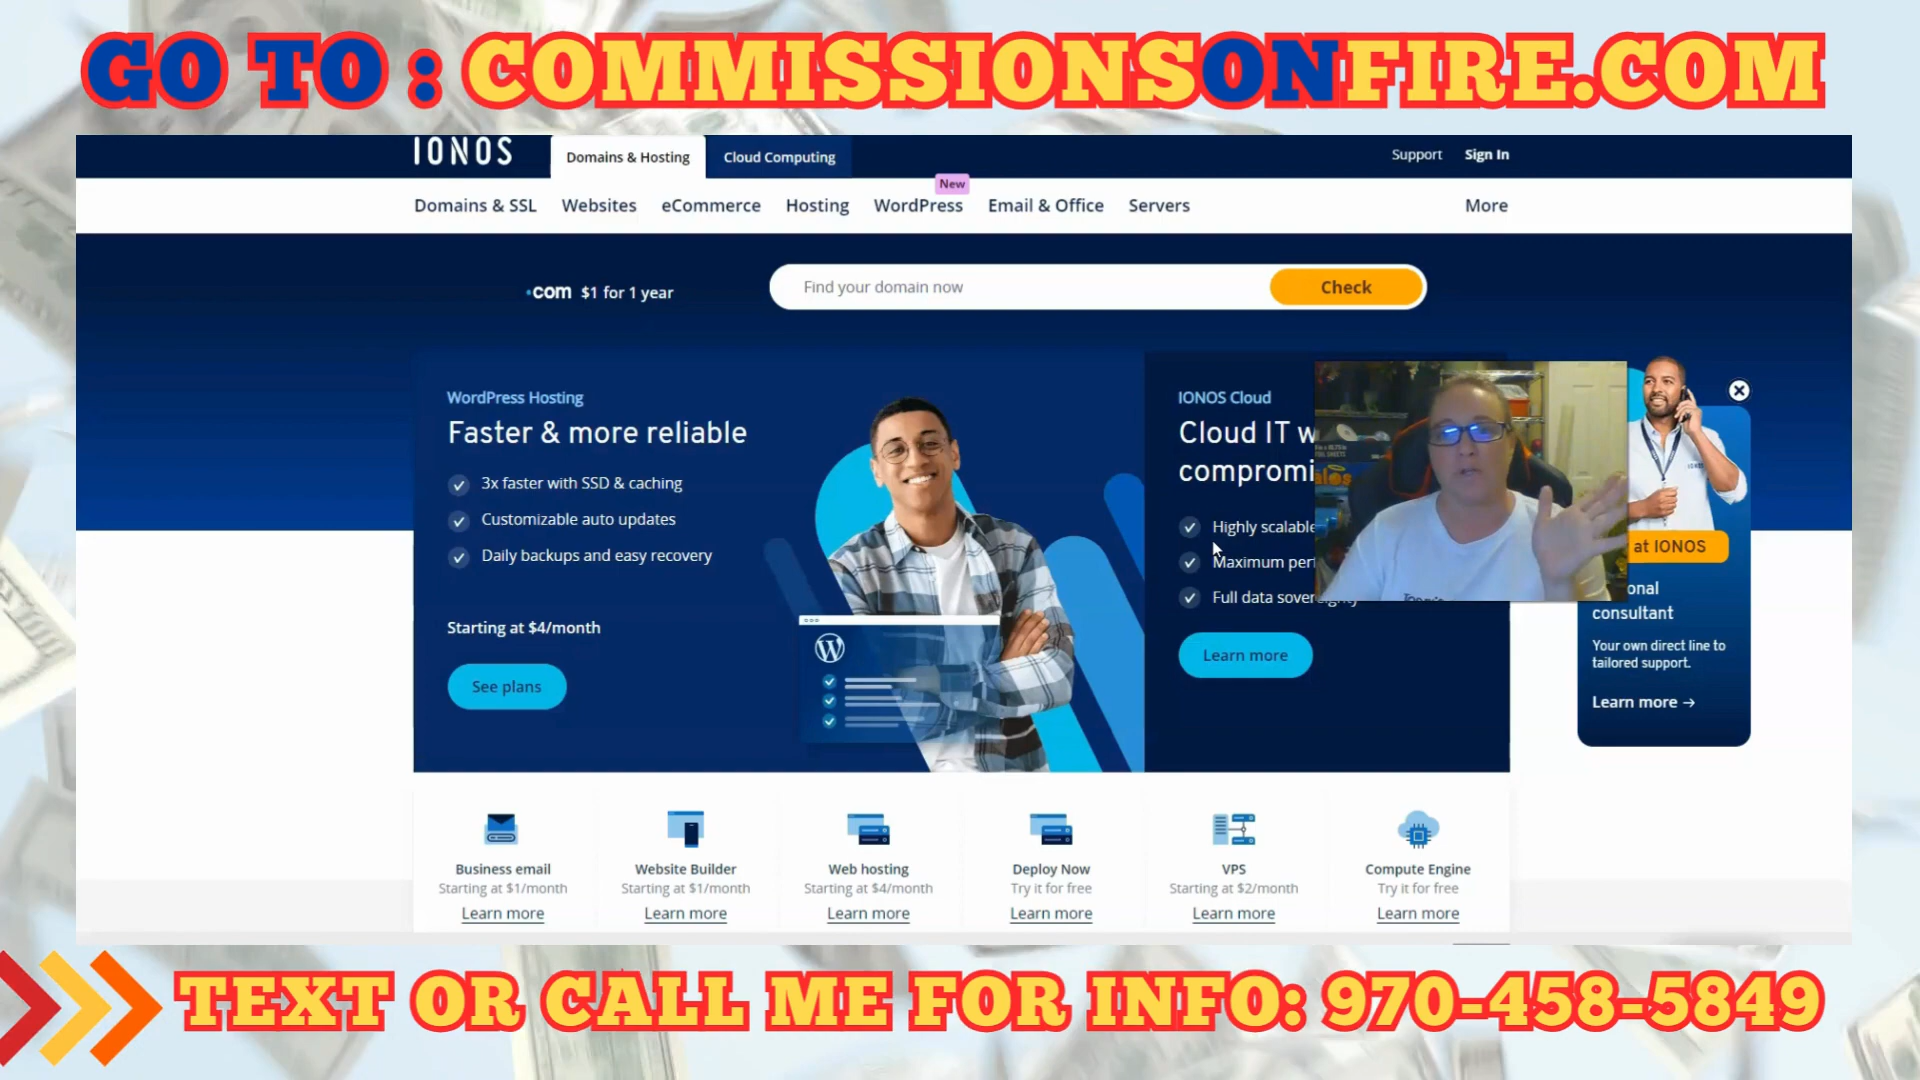 GO TO : COMMISSIONSONFIRE.COM
IONOS
Domains & Hosting
Cloud Computing
Support
Sign In
New
Domains & SSL
Websites
eCommerce
Hosting
WordPress
Email & Office
Servers
More
.com $1 for 1 year
Find your domain now
Check
WordPress Hosting
Faster & more reliable
3x faster with SSD & caching
Customizable auto updates
Daily backups and easy recovery
Starting at $4/month
See plans
IONOS Cloud
Cloud IT
Highly scalable
Maximum
Full data
Learn more
at IONOS
consultant
Your own direct line to
tailored support.
Learn more →
Business email
Starting at $1/month
Learn more
Website Builder
Starting at $1/month
Learn more
Web hosting
Starting at $4/month
Learn more
Deploy Now
Try it for free
Learn more
VPS
Starting at $2/month
Learn more
Compute Engine
Try it for free
Learn more
TEXT OR CALL ME FOR INFO: 970-458-5849